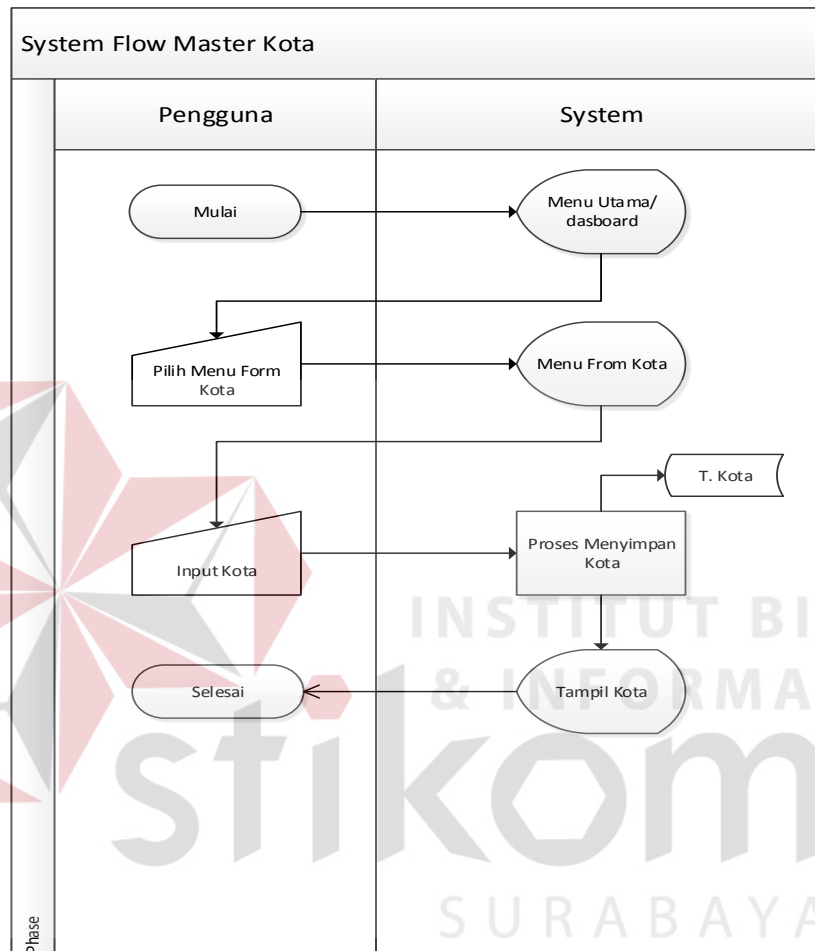 System Flow Master Kota
Pengguna
System
Mulai
Menu Utama/
dasboard
Pilih Menu Form
Kota
Menu From Kota
T. Kota
Input Kota
Proses Menyimpan
Kota
Selesai
Tampil Kota
Phase
INSTITUT BI
& INFORMA
stikom
SURABAYA